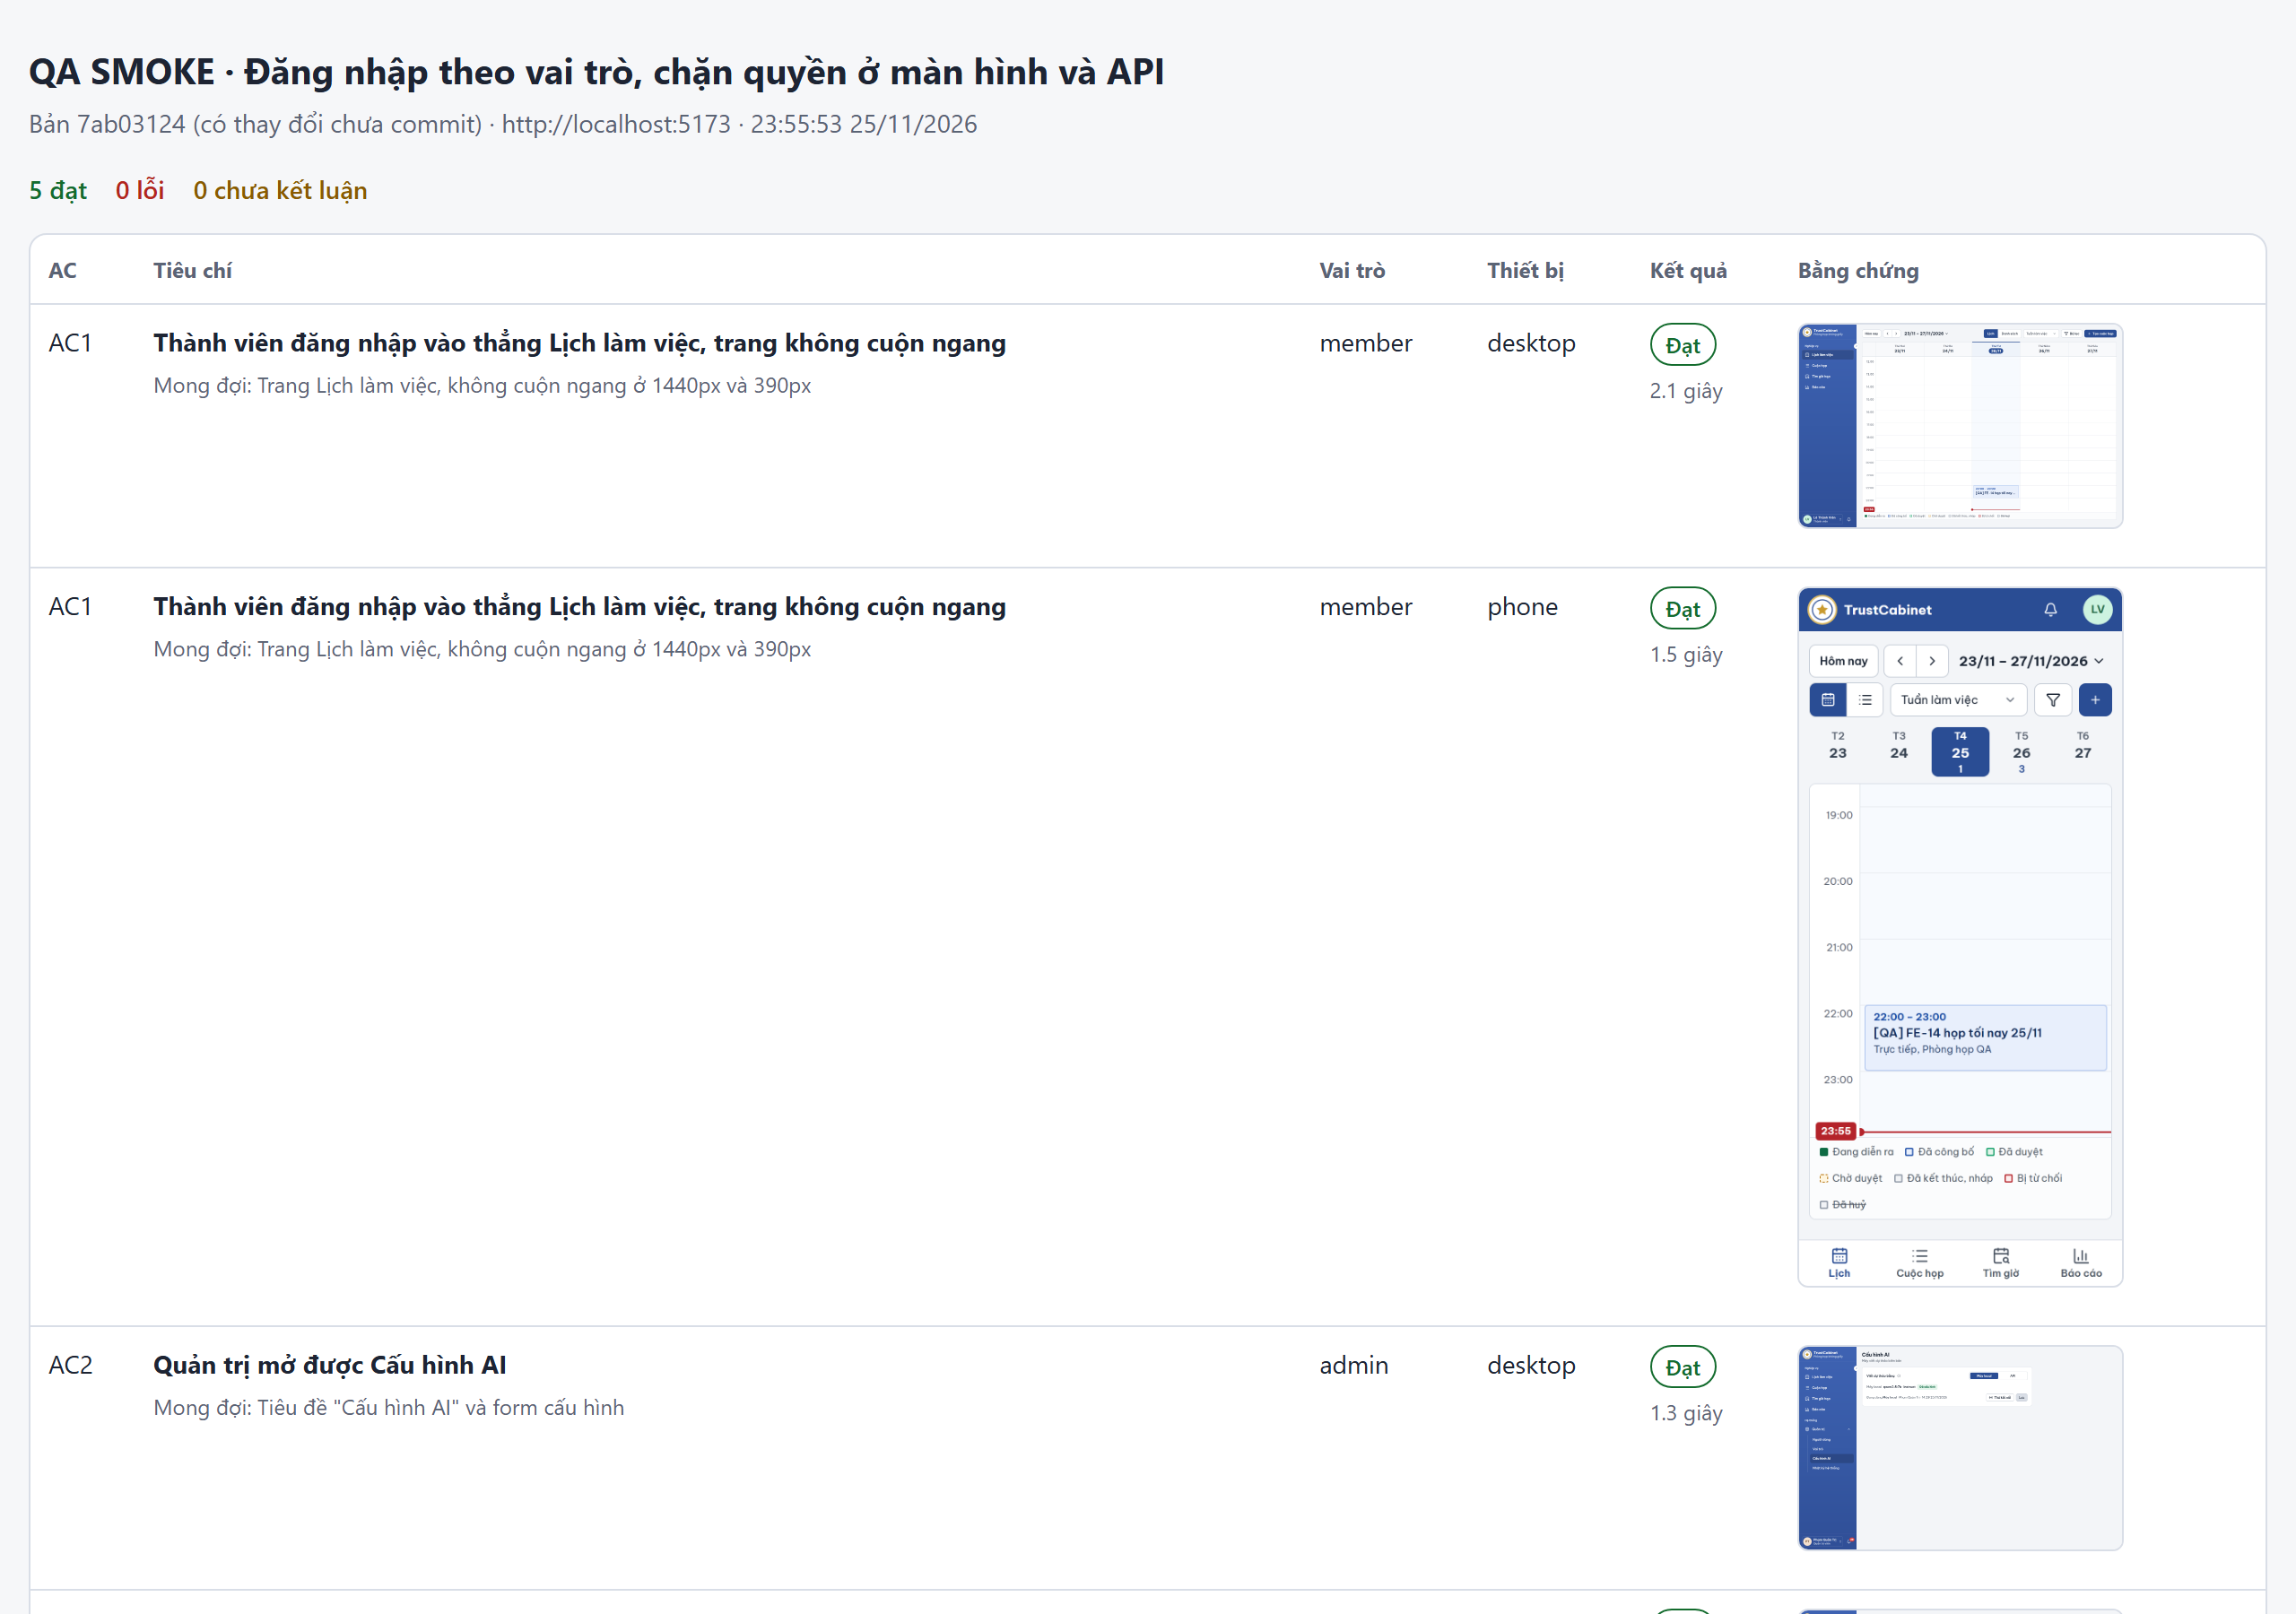 QA SMOKE · Đăng nhập theo vai trò, chặn quyền ở màn hình và API
Bản 7ab03124 (có thay đổi chưa commit) · http://localhost:5173 · 23:55:53 25/11/2026
5 đạt 0 lỗi 0 chưa kết luận
AC Tiêu chí Vai trò Thiết bị Kết quả Bằng chứng
AC1 Thành viên đăng nhập vào thẳng Lịch làm việc, trang không cuộn ngang member desktop Đạt
Mong đợi: Trang Lịch làm việc, không cuộn ngang ở 1440px và 390px 2.1 giây
TrustCabinet
23/11 – 27/11/2026
AC1 Thành viên đăng nhập vào thẳng Lịch làm việc, trang không cuộn ngang member phone Đạt
Mong đợi: Trang Lịch làm việc, không cuộn ngang ở 1440px và 390px 1.5 giây
TrustCabinet LV
Hôm nay 23/11 – 27/11/2026
Tuần làm việc
T2 T3 T4 T5 T6
23 24 25 26 27
1 3
19:00
20:00
21:00
22:00
22:00 – 23:00
[QA] FE-14 họp tối nay 25/11
Trực tiếp, Phòng họp QA
23:00
23:55
Đang diễn ra Đã công bố Đã duyệt
Chờ duyệt Đã kết thúc, nháp Bị từ chối
Đã huỷ
Lịch Cuộc họp Tìm giờ Báo cáo
AC2 Quản trị mở được Cấu hình AI admin desktop Đạt
Mong đợi: Tiêu đề "Cấu hình AI" và form cấu hình 1.3 giây
TrustCabinet
Cấu hình AI